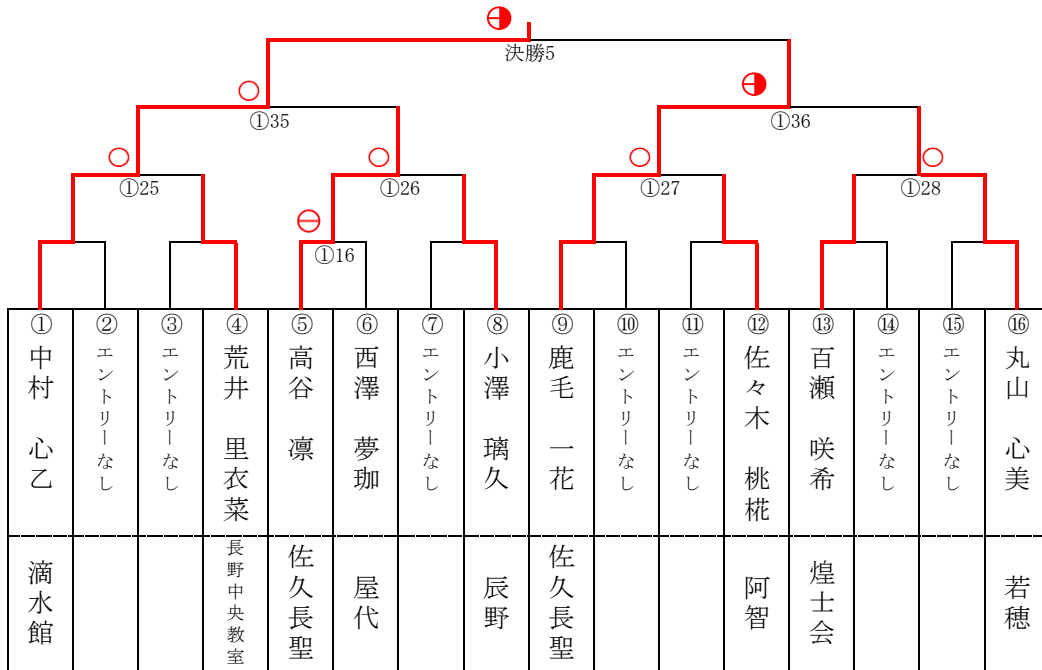 決勝5
①35
①36
①25
①26
①27
①28
①16
① ② ③ ④ ⑤ ⑥ ⑦ ⑧ ⑨ ⑩ ⑪ ⑫ ⑬ ⑭ ⑮ ⑯
中村 心乙
エントリーなし
エントリーなし
荒井 里衣菜
高谷 凛
西澤 夢珈
エントリーなし
小澤 璃久
鹿毛 一花
エントリーなし
エントリーなし
佐々木 桃椛
百瀬 咲希
エントリーなし
エントリーなし
丸山 心美
滴水館
長野中央教室
佐久長聖
屋代
辰野
佐久長聖
阿智
煌士会
若穂